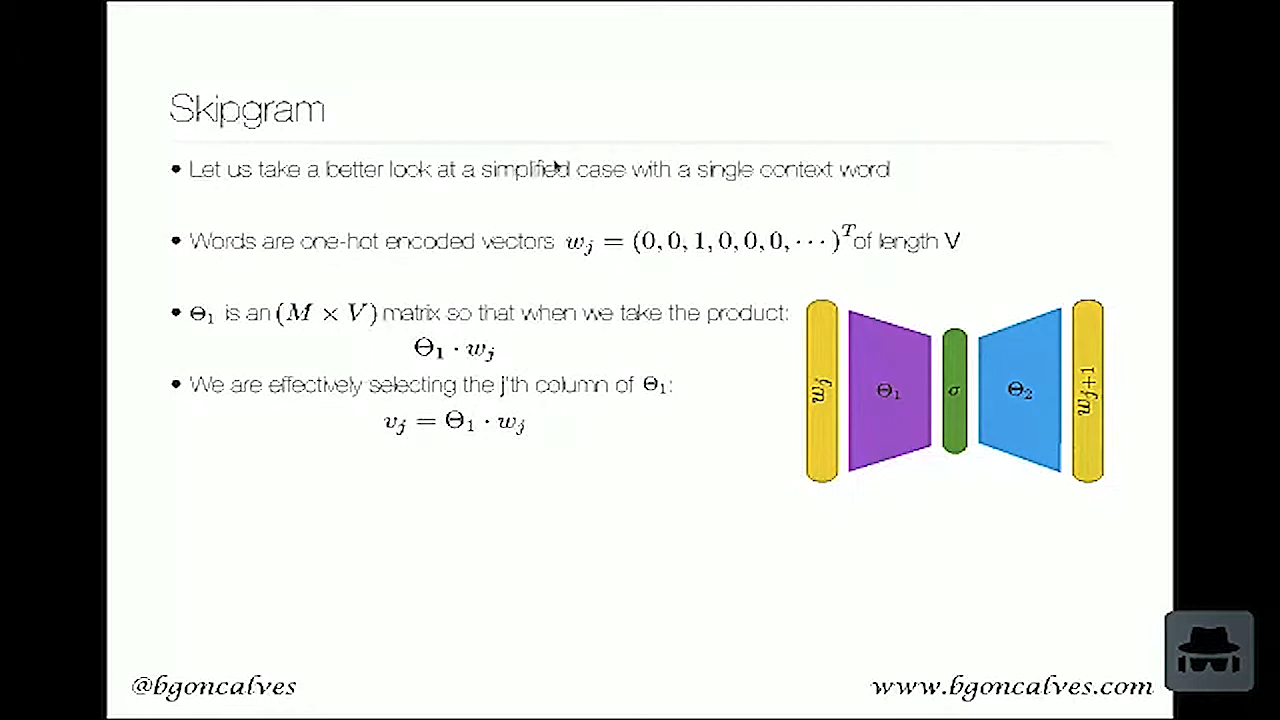 Skipgram
• Let us take a better look at a simplified case with a single context word
• Words are one-hot encoded vectors w_j = (0, 0, 1, 0, 0, 0, ···)^T of length V
• Θ₁ is an (M × V) matrix so that when we take the product:
Θ₁ · w_j
• We are effectively selecting the j'th column of Θ₁:
v_j = Θ₁ · w_j
w_j
Θ₁
σ
Θ₂
w_{j+1}
@bgoncalves
www.bgoncalves.com